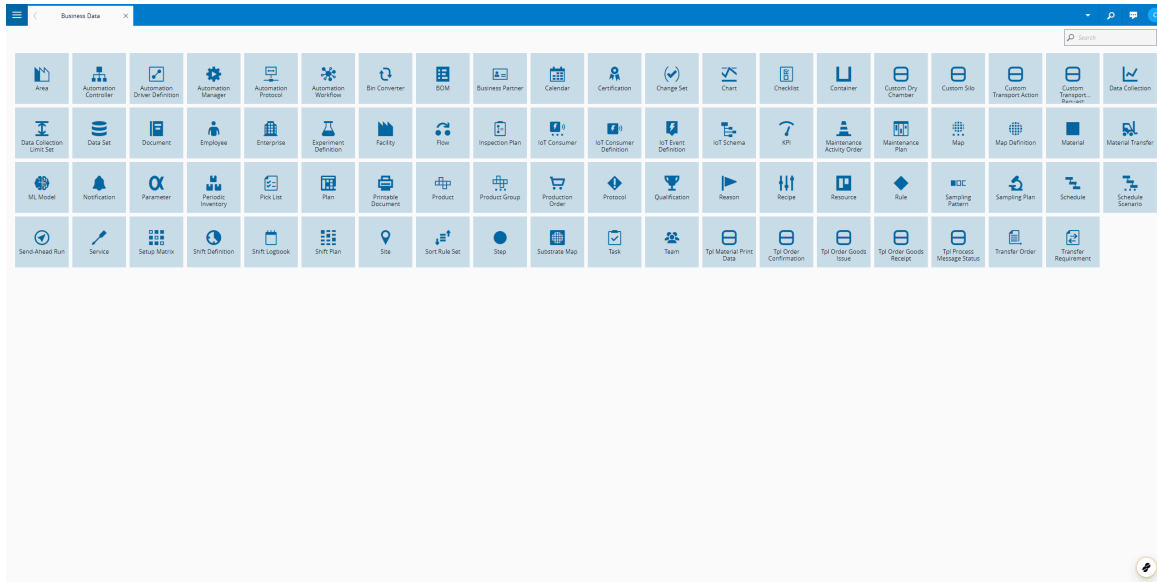 Business Data
Search
Area
Automation
Controller
Automation
Driver Definition
Automation
Manager
Automation
Protocol
Automation
Workflow
Bin Converter
BOM
Business Partner
Calendar
Certification
Change Set
Chart
Checklist
Container
Custom Dry
Chamber
Custom Silo
Custom
Transport Action
Custom
Transport...
Request
Data Collection
Data Collection
Limit Set
Data Set
Document
Employee
Enterprise
Experiment
Definition
Facility
Flow
Inspection Plan
IoT Consumer
IoT Consumer
Definition
IoT Event
Definition
IoT Schema
KPI
Maintenance
Activity Order
Maintenance
Plan
Map
Map Definition
Material
Material Transfer
ML Model
Notification
Parameter
Periodic
Inventory
Pick List
Plan
Printable
Document
Product
Product Group
Production
Order
Protocol
Qualification
Reason
Recipe
Resource
Rule
Sampling
Pattern
Sampling Plan
Schedule
Schedule
Scenario
Send-Ahead Run
Service
Setup Matrix
Shift Definition
Shift Logbook
Shift Plan
Site
Sort Rule Set
Step
Substrate Map
Task
Team
Tpl Material Print
Data
Tpl Order
Confirmation
Tpl Order Goods
Issue
Tpl Order Goods
Receipt
Tpl Process
Message Status
Transfer Order
Transfer
Requirement